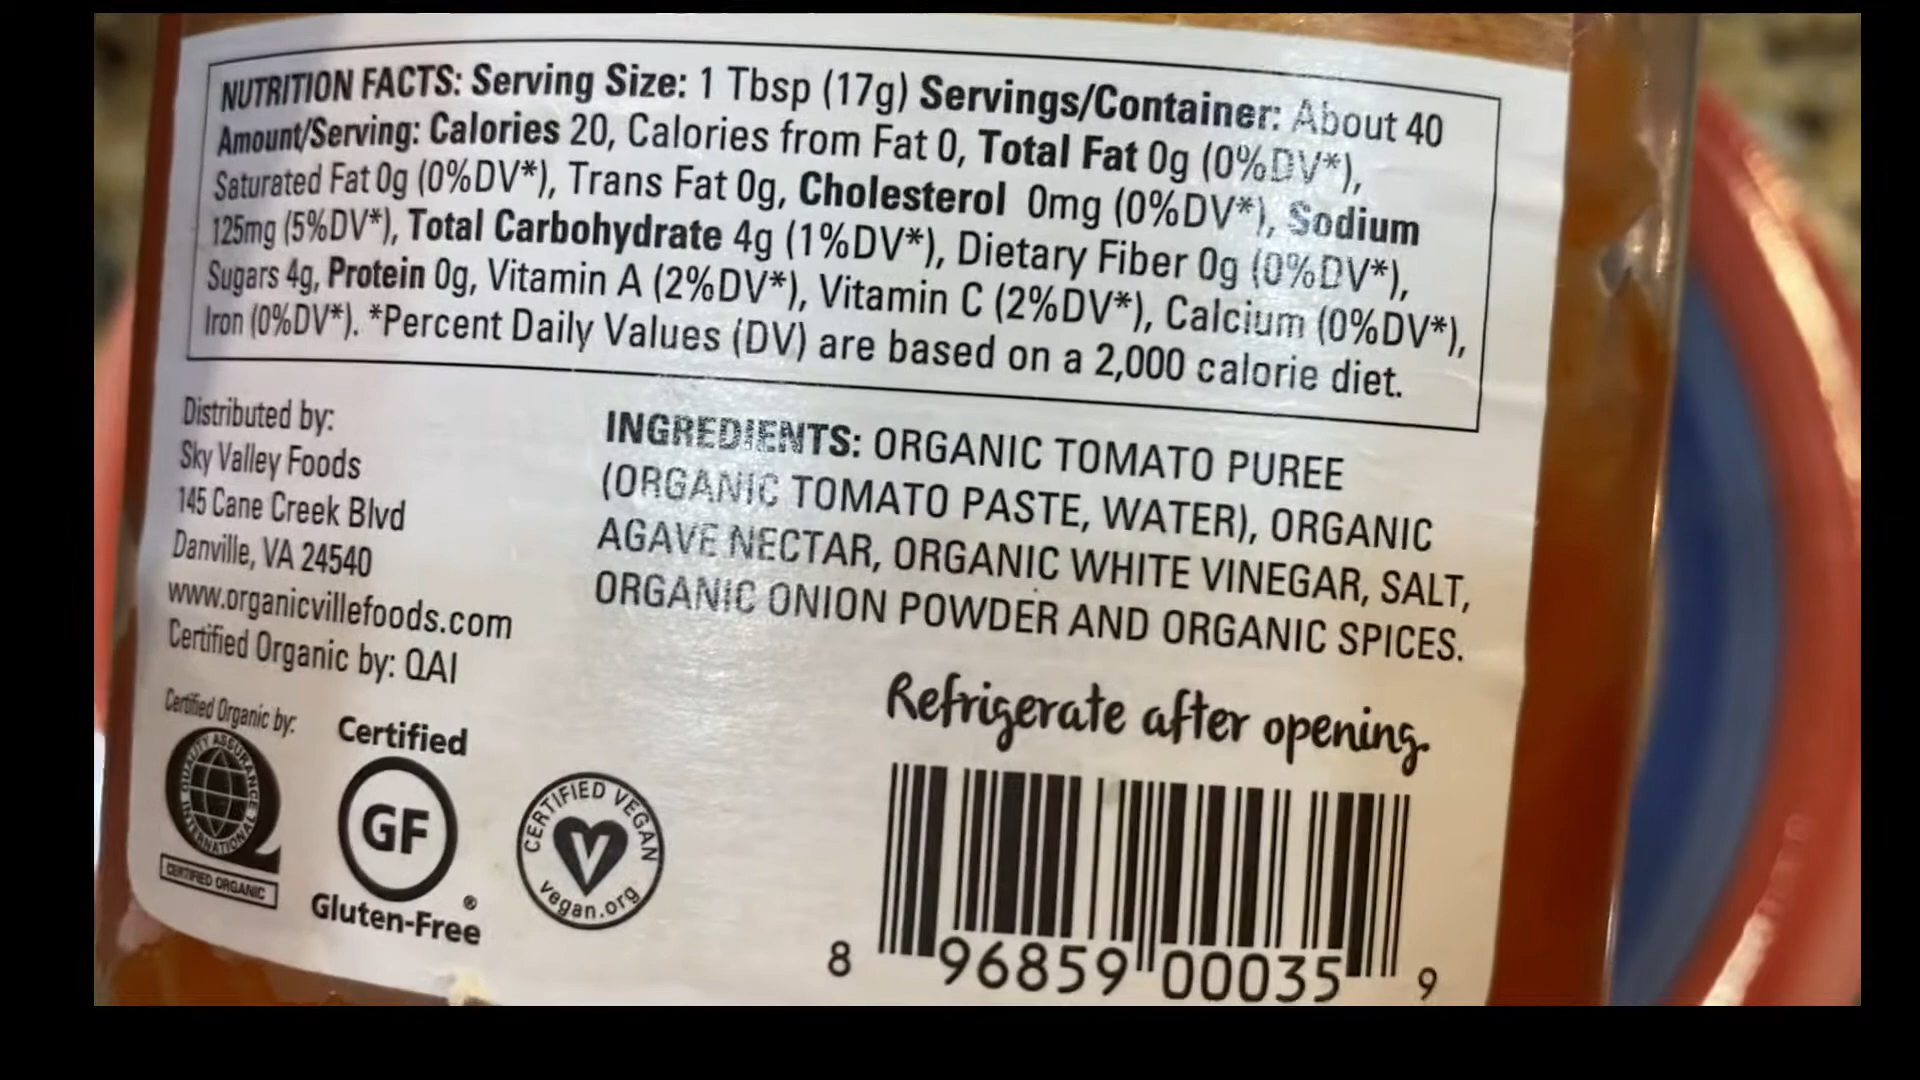 NUTRITION FACTS: Serving Size: 1 Tbsp (17g) Servings/Container: About 40
Amount/Serving: Calories 20, Calories from Fat 0, Total Fat 0g (0%DV*),
Saturated Fat 0g (0%DV*), Trans Fat 0g, Cholesterol 0mg (0%DV*), Sodium
125mg (5%DV*), Total Carbohydrate 4g (1%DV*), Dietary Fiber 0g (0%DV*),
Sugars 4g, Protein 0g, Vitamin A (2%DV*), Vitamin C (2%DV*), Calcium (0%DV*),
Iron (0%DV*). *Percent Daily Values (DV) are based on a 2,000 calorie diet.
Distributed by:
Sky Valley Foods
145 Cane Creek Blvd
Danville, VA 24540
www.organicvillefoods.com
Certified Organic by: QAI
INGREDIENTS: ORGANIC TOMATO PUREE
(ORGANIC TOMATO PASTE, WATER), ORGANIC
AGAVE NECTAR, ORGANIC WHITE VINEGAR, SALT,
ORGANIC ONION POWDER AND ORGANIC SPICES.
Refrigerate after opening.
Certified Organic by:
QUALITY ASSURANCE
INTERNATIONAL
CERTIFIED ORGANIC
Certified
GF
®
Gluten-Free
CERTIFIED VEGAN
V
vegan.org
8 96859 00035 9